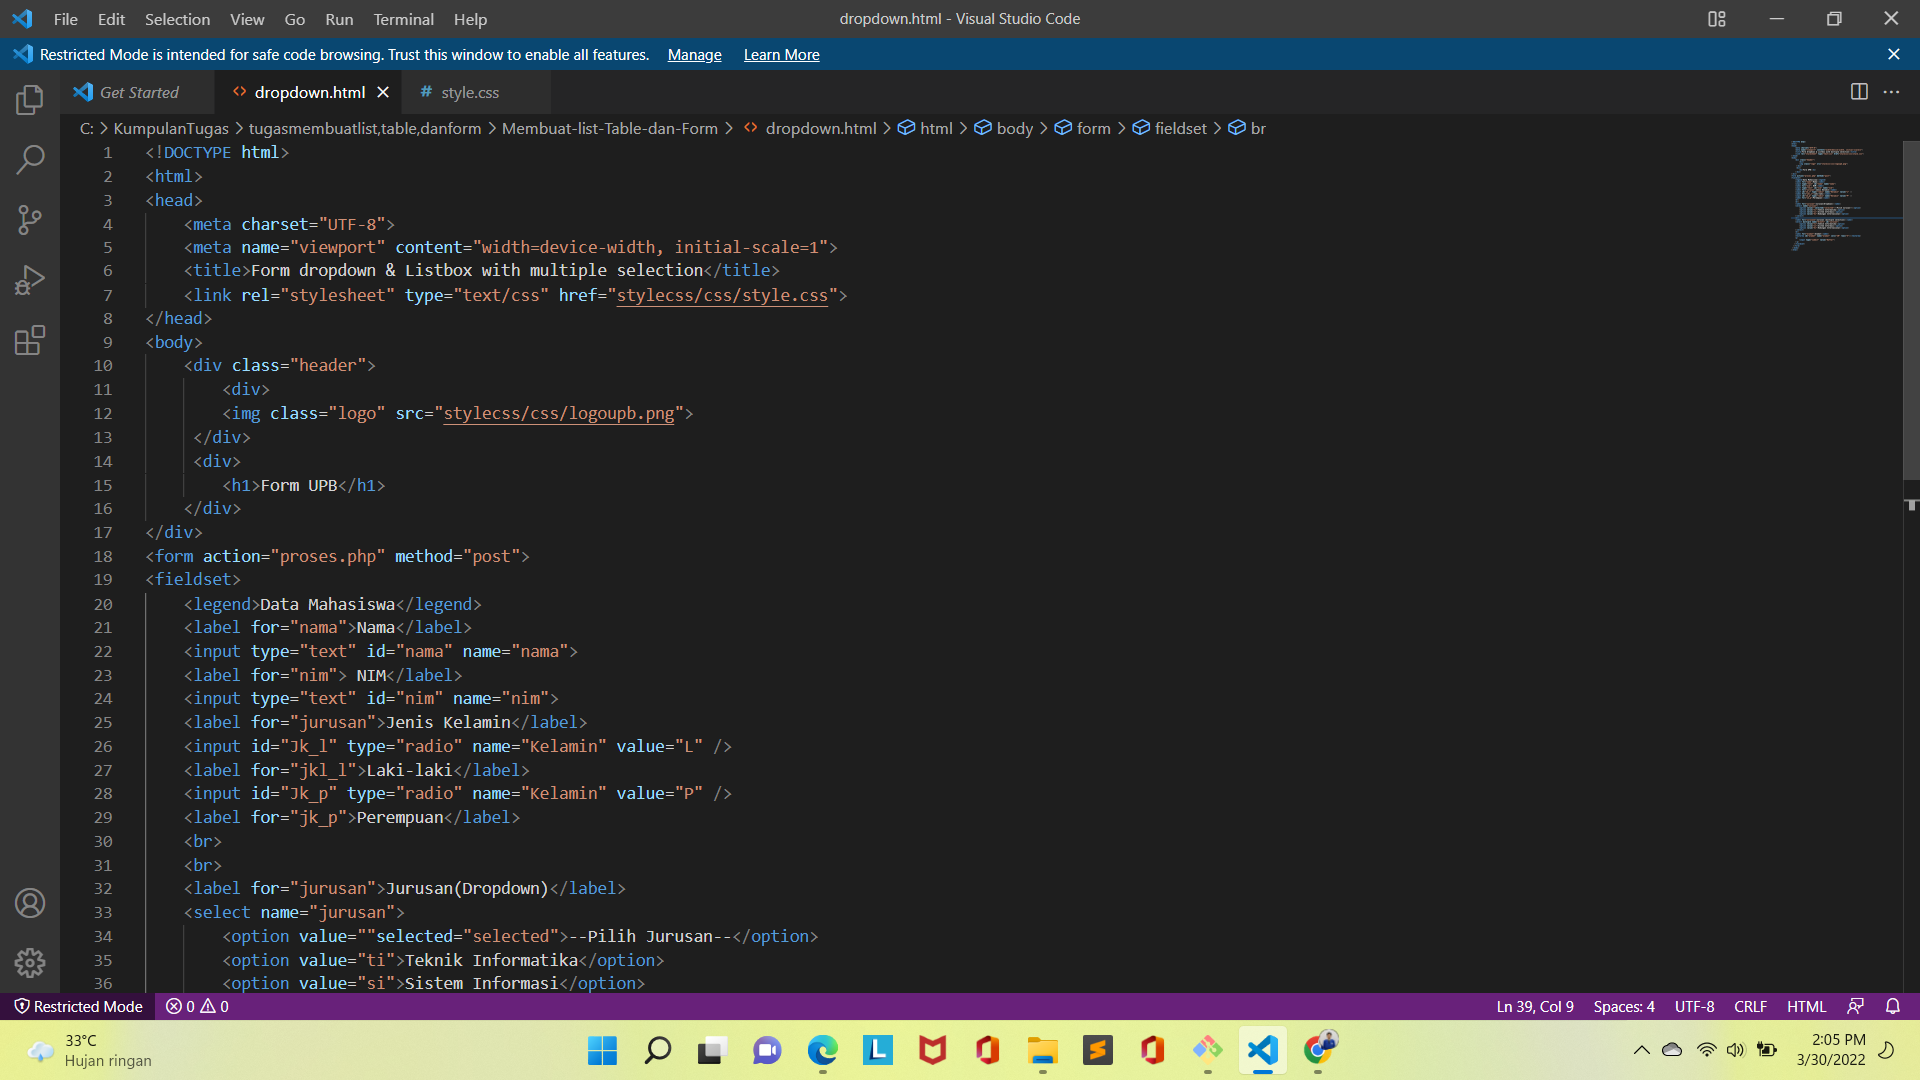 File Edit Selection View Go Run Terminal Help
dropdown.html - Visual Studio Code
Restricted Mode is intended for safe code browsing. Trust this window to enable all features. Manage Learn More
Get Started dropdown.html # style.css
C: > KumpulanTugas > tugasmembuatlist,table,danform > Membuat-list-Table-dan-Form > dropdown.html > html > body > form > fieldset > br
1 <!DOCTYPE html>
2 <html>
3 <head>
4     <meta charset="UTF-8">
5     <meta name="viewport" content="width=device-width, initial-scale=1">
6     <title>Form dropdown & Listbox with multiple selection</title>
7     <link rel="stylesheet" type="text/css" href="stylecss/css/style.css">
8 </head>
9 <body>
10     <div class="header">
11         <div>
12         <img class="logo" src="stylecss/css/logoupb.png">
13      </div>
14      <div>
15         <h1>Form UPB</h1>
16     </div>
17 </div>
18 <form action="proses.php" method="post">
19 <fieldset>
20     <legend>Data Mahasiswa</legend>
21     <label for="nama">Nama</label>
22     <input type="text" id="nama" name="nama">
23     <label for="nim"> NIM</label>
24     <input type="text" id="nim" name="nim">
25     <label for="jurusan">Jenis Kelamin</label>
26     <input id="Jk_l" type="radio" name="Kelamin" value="L" />
27     <label for="jkl_l">Laki-laki</label>
28     <input id="Jk_p" type="radio" name="Kelamin" value="P" />
29     <label for="jk_p">Perempuan</label>
30     <br>
31     <br>
32     <label for="jurusan">Jurusan(Dropdown)</label>
33     <select name="jurusan">
34         <option value=""selected="selected">--Pilih Jurusan--</option>
35         <option value="ti">Teknik Informatika</option>
36         <option value="si">Sistem Informasi</option>
Restricted Mode 0 0 Ln 39, Col 9 Spaces: 4 UTF-8 CRLF HTML
33°C
Hujan ringan
2:05 PM
3/30/2022